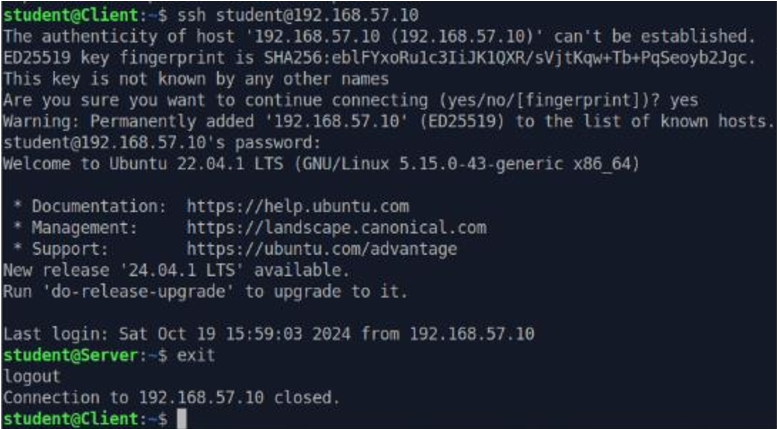 student@Client:~$ ssh student@192.168.57.10
The authenticity of host '192.168.57.10 (192.168.57.10)' can't be established.
ED25519 key fingerprint is SHA256:eblFYxoRu1c3IiJK1QXR/sVjtKqw+Tb+PqSeoyb2Jgc.
This key is not known by any other names
Are you sure you want to continue connecting (yes/no/[fingerprint])? yes
Warning: Permanently added '192.168.57.10' (ED25519) to the list of known hosts.
student@192.168.57.10's password:
Welcome to Ubuntu 22.04.1 LTS (GNU/Linux 5.15.0-43-generic x86_64)
* Documentation:  https://help.ubuntu.com
* Management:     https://landscape.canonical.com
* Support:        https://ubuntu.com/advantage
New release '24.04.1 LTS' available.
Run 'do-release-upgrade' to upgrade to it.
Last login: Sat Oct 19 15:59:03 2024 from 192.168.57.10
student@Server:~$ exit
logout
Connection to 192.168.57.10 closed.
student@Client:~$